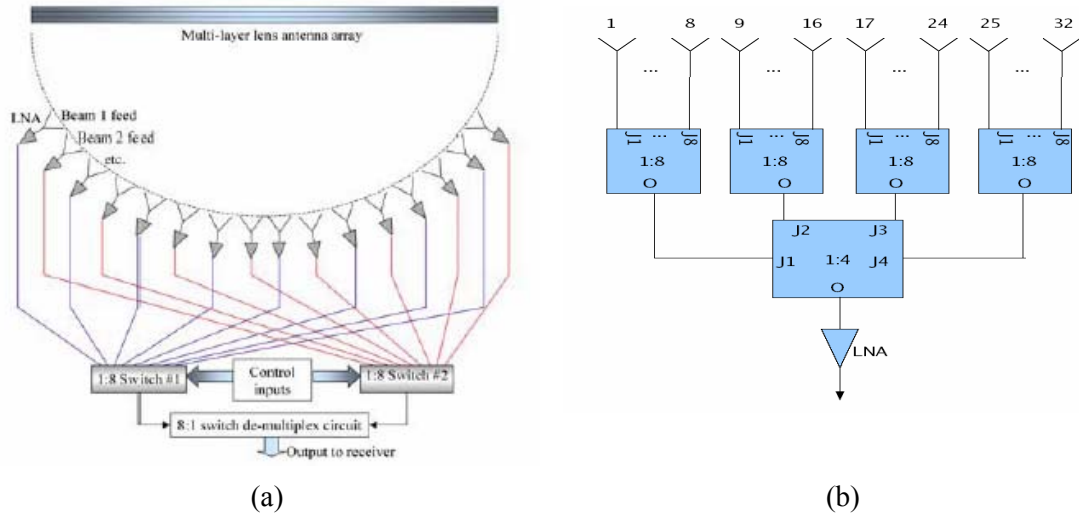 Multi-layer lens antenna array
LNA
Beam 1 feed
Beam 2 feed
etc.
1:8 Switch #1
Control
inputs
1:8 Switch #2
8:1 switch de-multiplex circuit
Output to receiver
(a)
1 8 9 16 17 24 25 32
... ... ... ...
J1 ... J8 J1 ... J8 J1 ... J8 J1 ... J8
1:8 1:8 1:8 1:8
O O O O
J2 J3
J1 1:4 J4
O
LNA
(b)